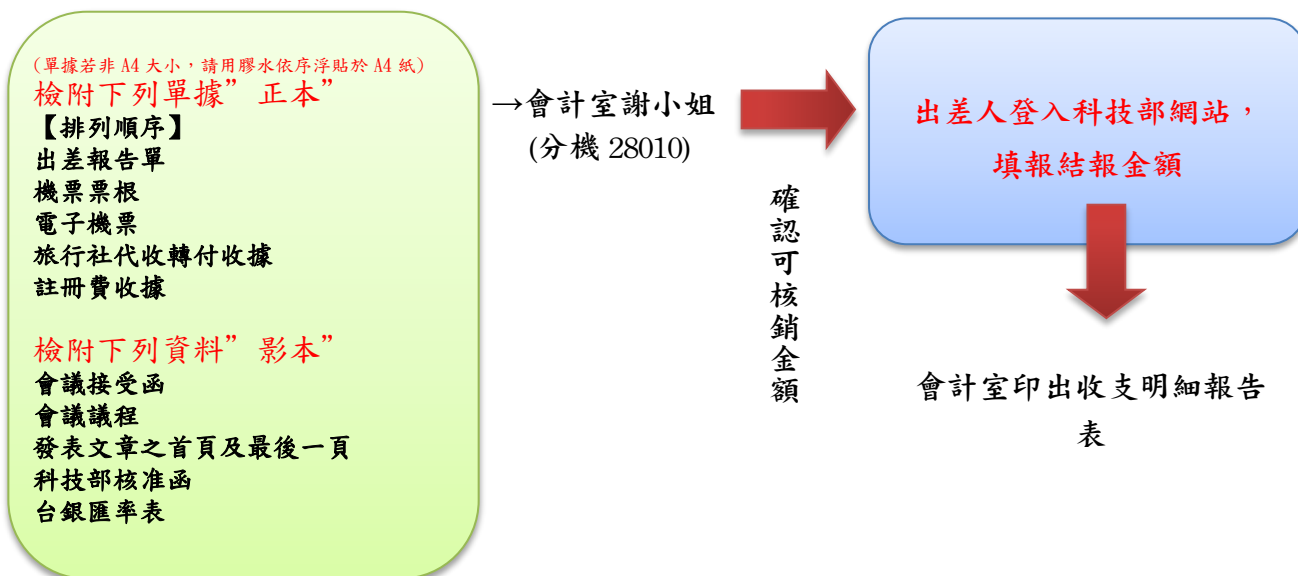 (單據若非 A4 大小，請用膠水依序浮貼於 A4 紙)
檢附下列單據”正本”
【排列順序】
出差報告單
機票票根
電子機票
旅行社代收轉付收據
註冊費收據
檢附下列資料”影本”
會議接受函
會議議程
發表文章之首頁及最後一頁
科技部核准函
台銀匯率表
→會計室謝小姐
(分機 28010)
確認可核銷金額
出差人登入科技部網站，
填報結報金額
會計室印出收支明細報告
表